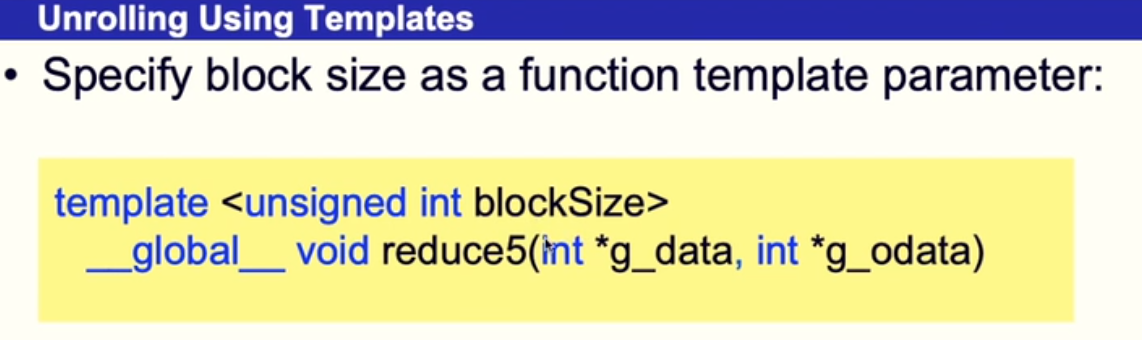 Unrolling Using Templates
• Specify block size as a function template parameter:
template <unsigned int blockSize>
__global__ void reduce5(int *g_data, int *g_odata)